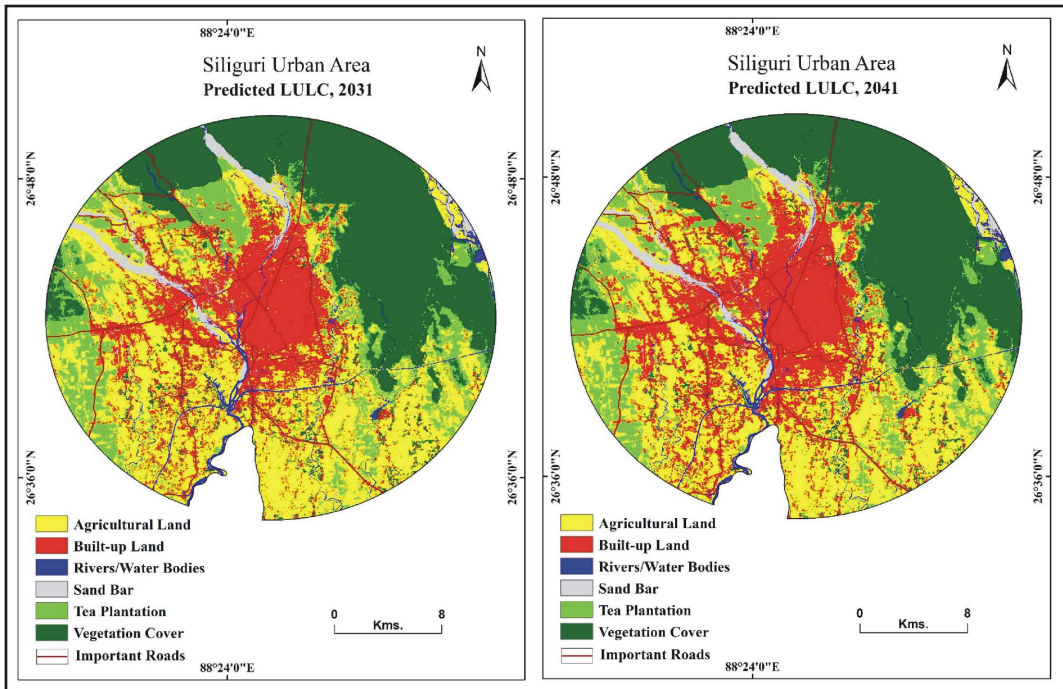 88°24'0"E
N
Siliguri Urban Area
Predicted LULC, 2031
26°48'0"N
26°48'0"N
26°36'0"N
26°36'0"N
Agricultural Land
Built-up Land
Rivers/Water Bodies
Sand Bar
Tea Plantation
Vegetation Cover
Important Roads
0 8
Kms.
88°24'0"E
88°24'0"E
N
Siliguri Urban Area
Predicted LULC, 2041
26°48'0"N
26°48'0"N
26°36'0"N
26°36'0"N
Agricultural Land
Built-up Land
Rivers/Water Bodies
Sand Bar
Tea Plantation
Vegetation Cover
Important Roads
0 8
Kms.
88°24'0"E